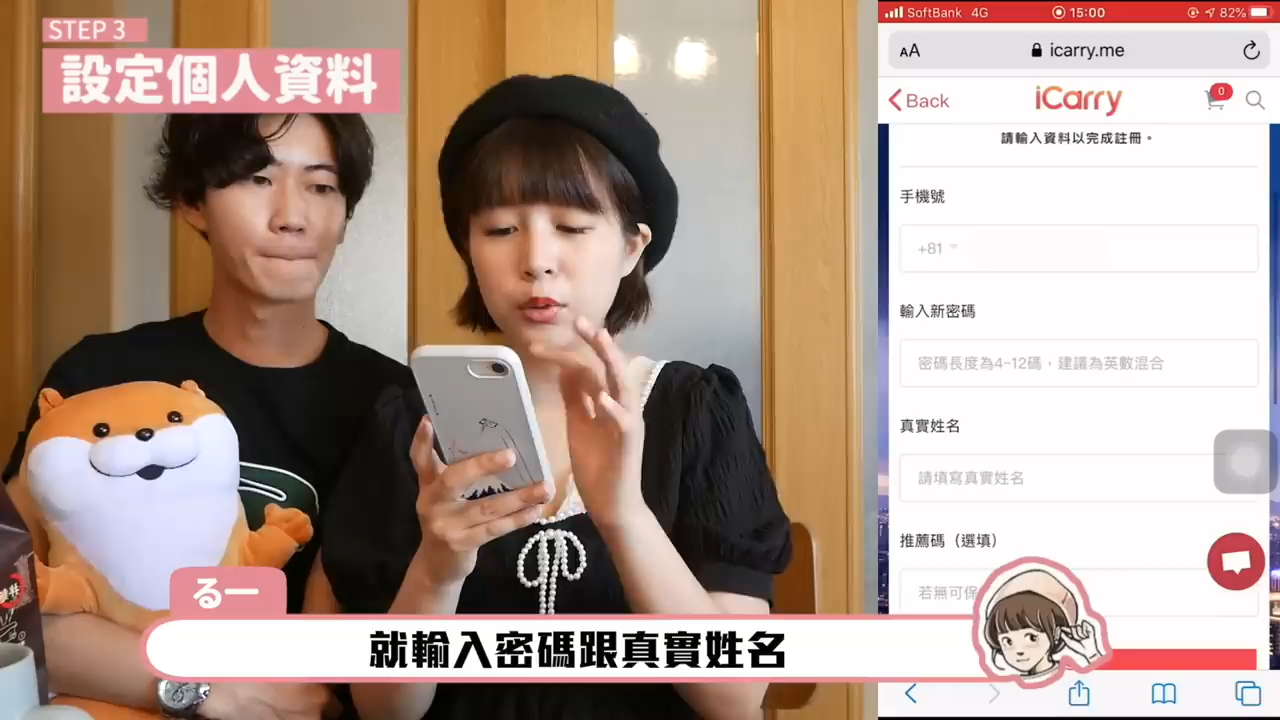 STEP 3
設定個人資料
SoftBank 4G
15:00
82%
AA
icarry.me
Back
iCarry
0
請輸入資料以完成註冊。
手機號
+81
輸入新密碼
密碼長度為4-12碼，建議為英數混合
真實姓名
請填寫真實姓名
推薦碼（選填）
若無可保
るー
就輸入密碼跟真實姓名